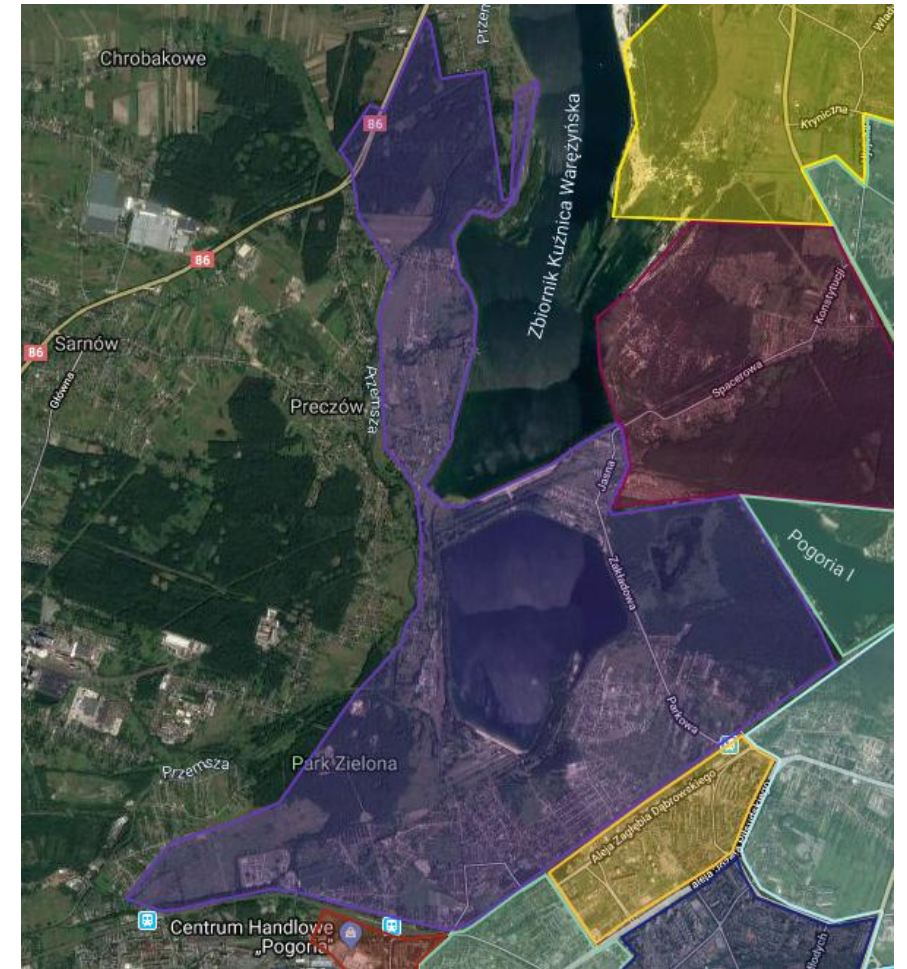 Chrobakowe
86
Zbiornik Kuźnica Warężyńska
Kryniczna
86
Konstytucji
86
Sarnów
Główna
Spacerowa
Preczów
Przemsza
Jasna
Pogoria I
Zakładowa
Parkowa
Przemsza
Park Zielona
Aleja Zagłębia Dąbrowskiego
Centrum Handlowe
„Pogoria”